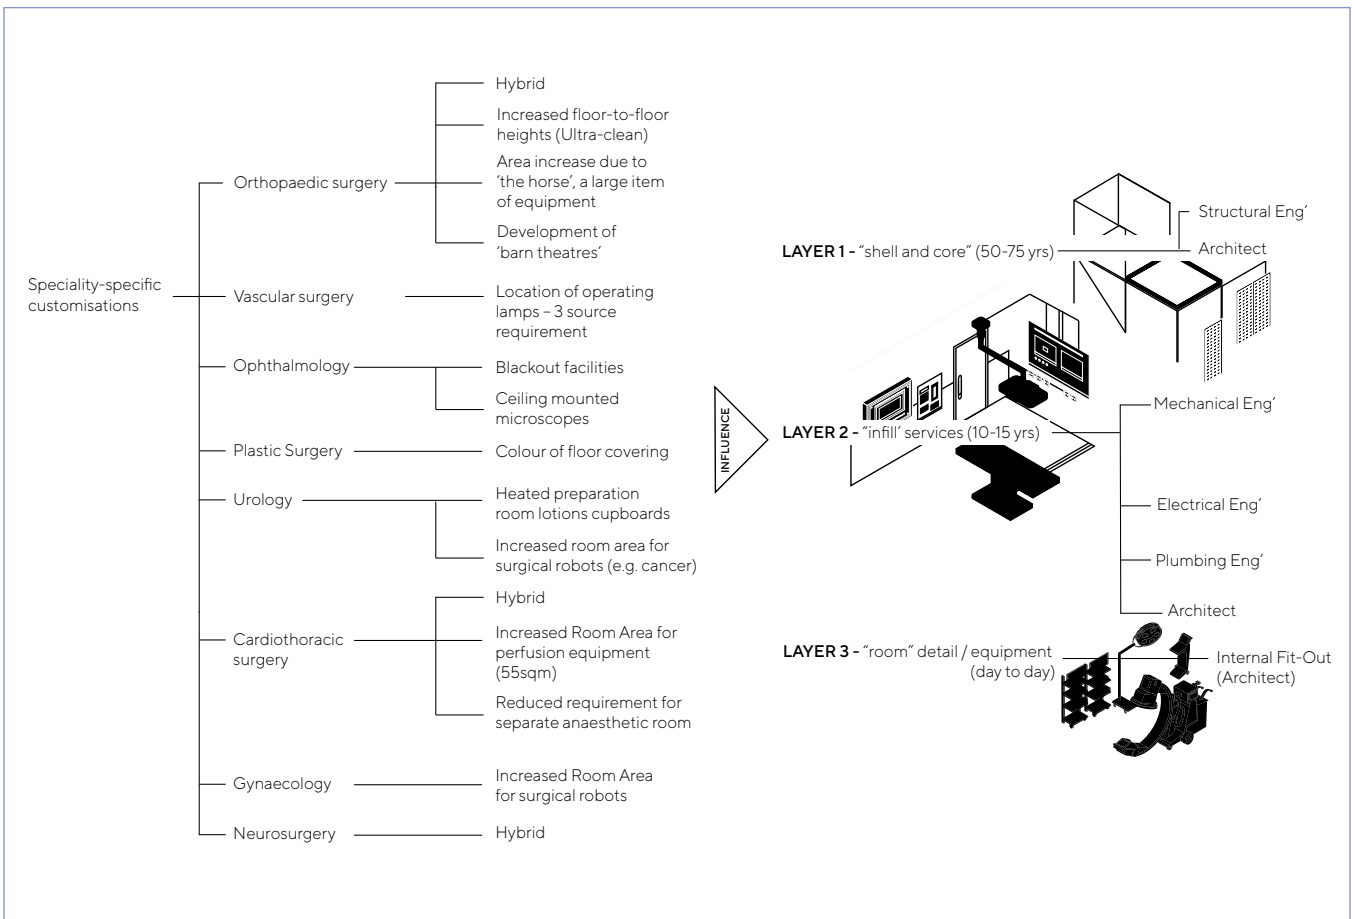 Speciality-specific
customisations
Orthopaedic surgery
Hybrid
Increased floor-to-floor
heights (Ultra-clean)
Area increase due to
‘the horse’, a large item
of equipment
Development of
‘barn theatres’
Vascular surgery
Location of operating
lamps – 3 source
requirement
Ophthalmology
Blackout facilities
Ceiling mounted
microscopes
Plastic Surgery
Colour of floor covering
Urology
Heated preparation
room lotions cupboards
Increased room area for
surgical robots (e.g. cancer)
Cardiothoracic
surgery
Hybrid
Increased Room Area for
perfusion equipment
(55sqm)
Reduced requirement for
separate anaesthetic room
Gynaecology
Increased Room Area
for surgical robots
Neurosurgery
Hybrid
INFLUENCE
LAYER 1 - “shell and core” (50-75 yrs)
Structural Eng’
Architect
LAYER 2 - “infill’ services (10-15 yrs)
Mechanical Eng’
Electrical Eng’
Plumbing Eng’
Architect
LAYER 3 - “room” detail / equipment
(day to day)
Internal Fit-Out
(Architect)